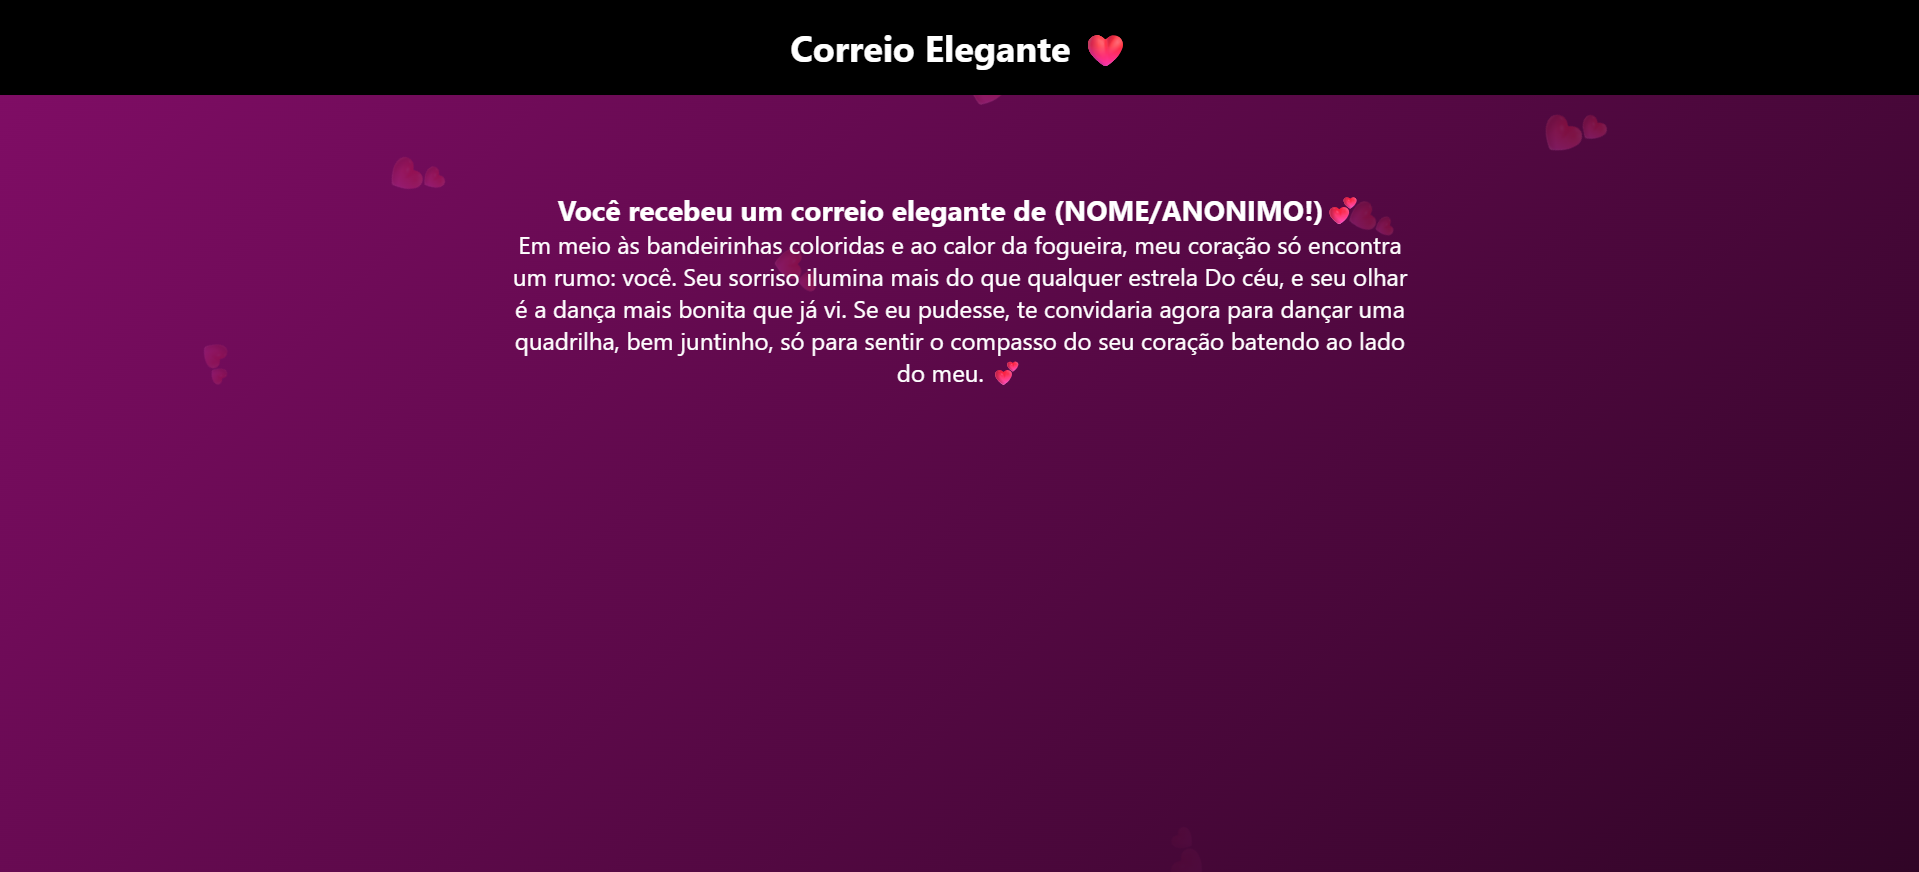 Correio Elegante ❤️
Você recebeu um correio elegante de (NOME/ANONIMO!) 💕
Em meio às bandeirinhas coloridas e ao calor da fogueira, meu coração só encontra
um rumo: você. Seu sorriso ilumina mais do que qualquer estrela Do céu, e seu olhar
é a dança mais bonita que já vi. Se eu pudesse, te convidaria agora para dançar uma
quadrilha, bem juntinho, só para sentir o compasso do seu coração batendo ao lado
do meu. 💕